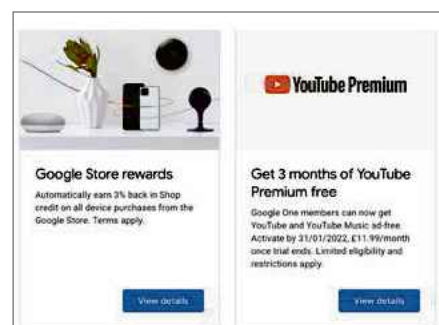 YouTube Premium
Google Store rewards
Automatically earn 3% back in Shop
credit on all device purchases from the
Google Store. Terms apply.
View details
Get 3 months of YouTube
Premium free
Google One members can now get
YouTube and YouTube Music ad-free.
Activate by 31/01/2022, £11.99/month
once trial ends. Limited eligibility and
restrictions apply.
View details